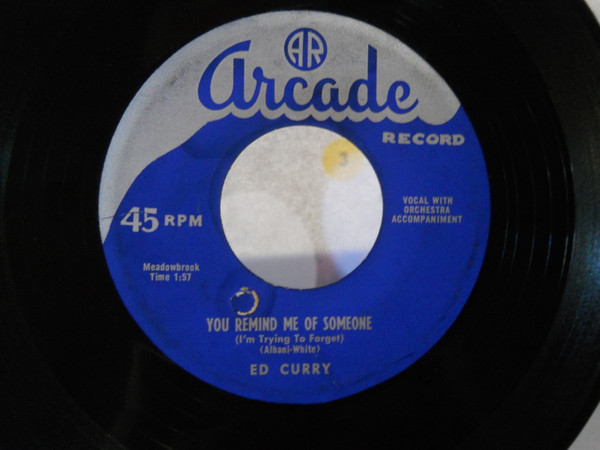 AR
arcade
RECORD
45 RPM
VOCAL WITH
ORCHESTRA
ACCOMPANIMENT
Meadowbrook
Time 1:57
3
YOU REMIND ME OF SOMEONE
(I'm Trying To Forget)
(Albani-White)
ED CURRY